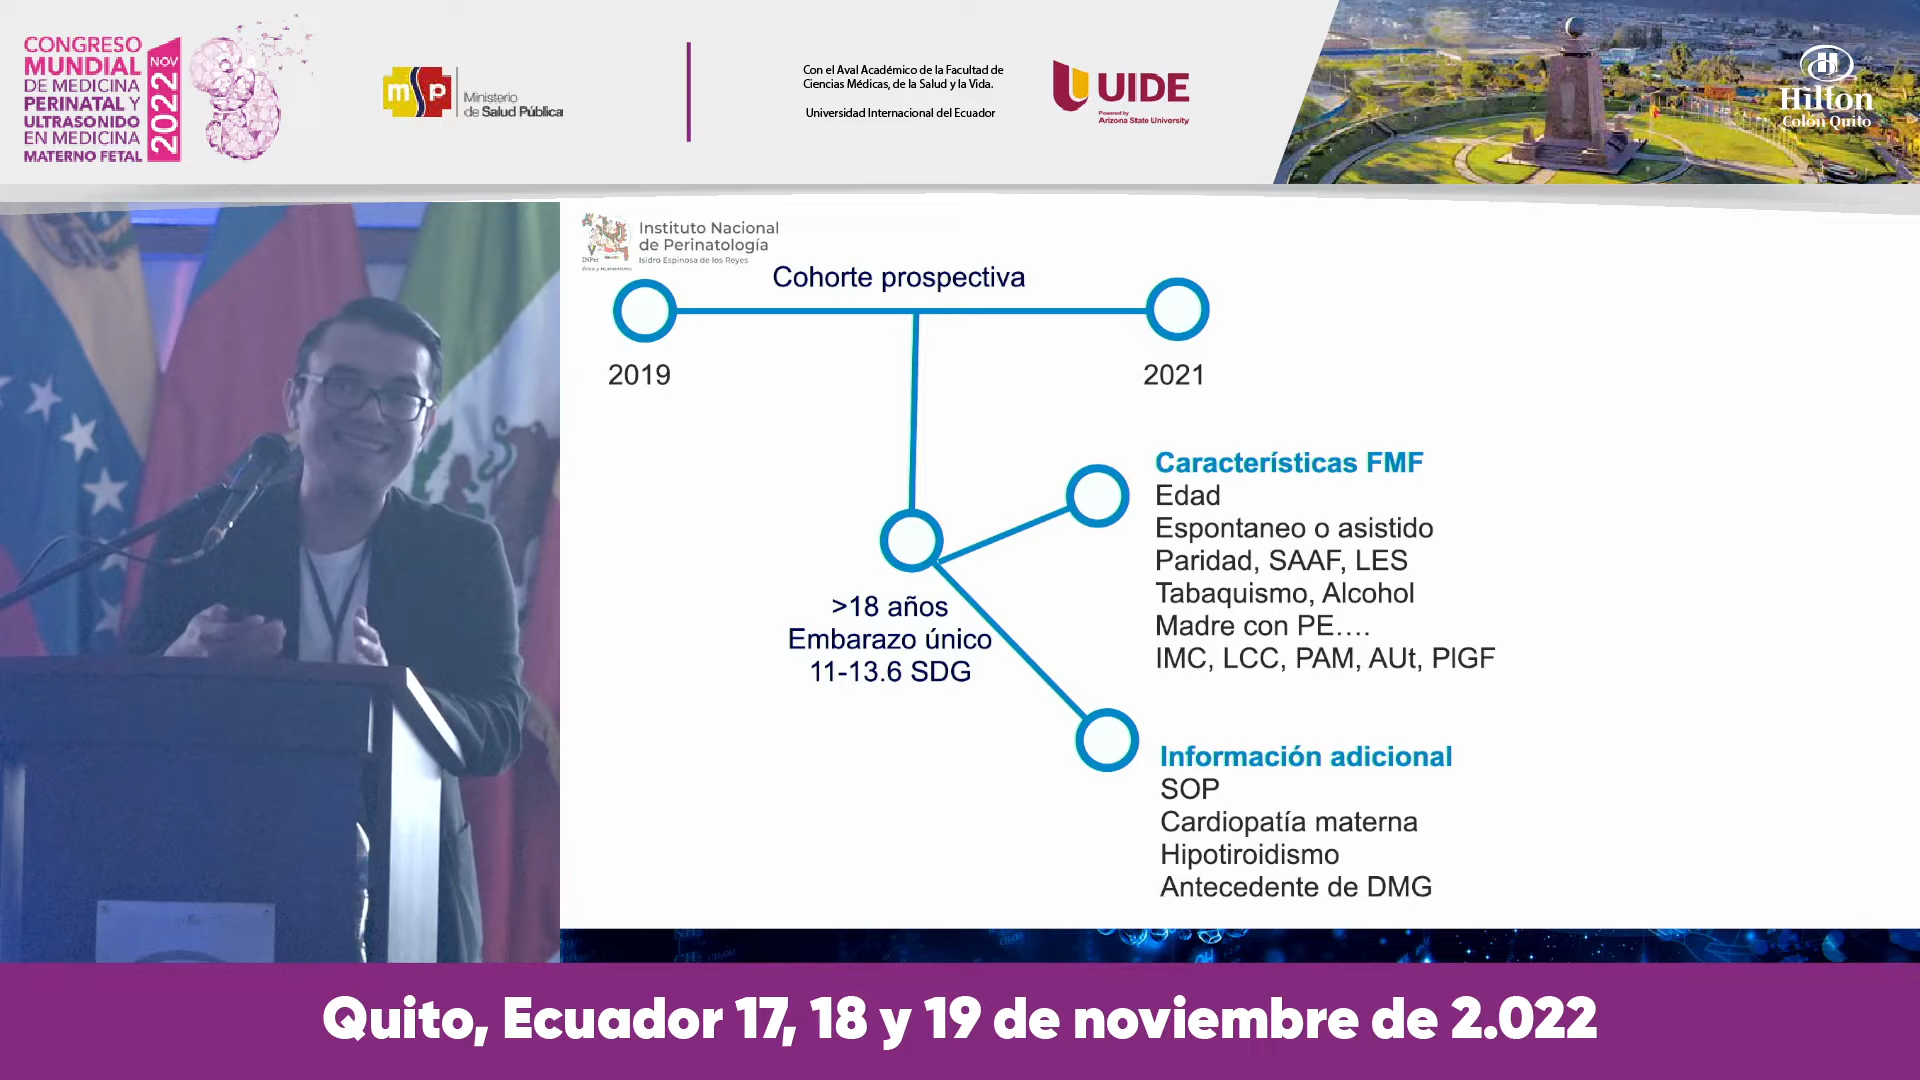 CONGRESO
MUNDIAL
DE MEDICINA
PERINATAL Y
ULTRASONIDO
EN MEDICINA
MATERNO FETAL
NOV
2022
msp
Ministerio
de Salud Pública
Con el Aval Académico de la Facultad de
Ciencias Médicas, de la Salud y la Vida.
Universidad Internacional del Ecuador
UIDE
Powered by
Arizona State University
Hilton
Colón Quito
Instituto Nacional
de Perinatología
Isidro Espinosa de los Reyes
INPer
Cohorte prospectiva
2019
2021
Características FMF
Edad
Espontaneo o asistido
Paridad, SAAF, LES
Tabaquismo, Alcohol
Madre con PE....
IMC, LCC, PAM, AUt, PlGF
>18 años
Embarazo único
11-13.6 SDG
Información adicional
SOP
Cardiopatía materna
Hipotiroidismo
Antecedente de DMG
Quito, Ecuador 17, 18 y 19 de noviembre de 2.022